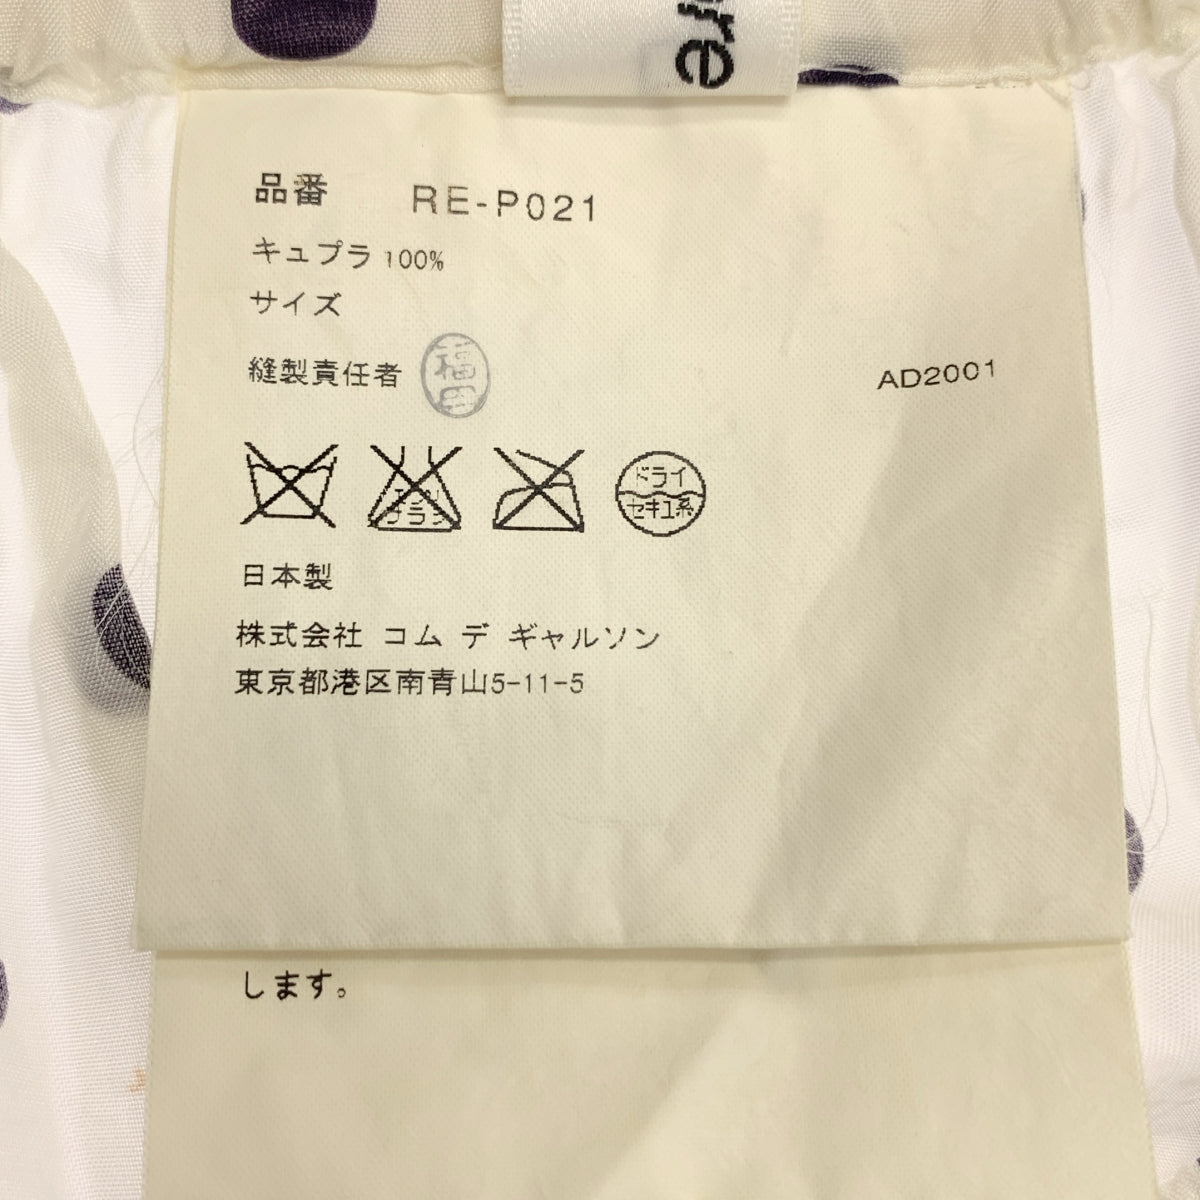 re
品番 RE-P021
キュプラ 100%
サイズ
縫製責任者 福田
AD2001
ドライ
セキユ系
日本製
株式会社 コム デ ギャルソン
東京都港区南青山5-11-5
します。